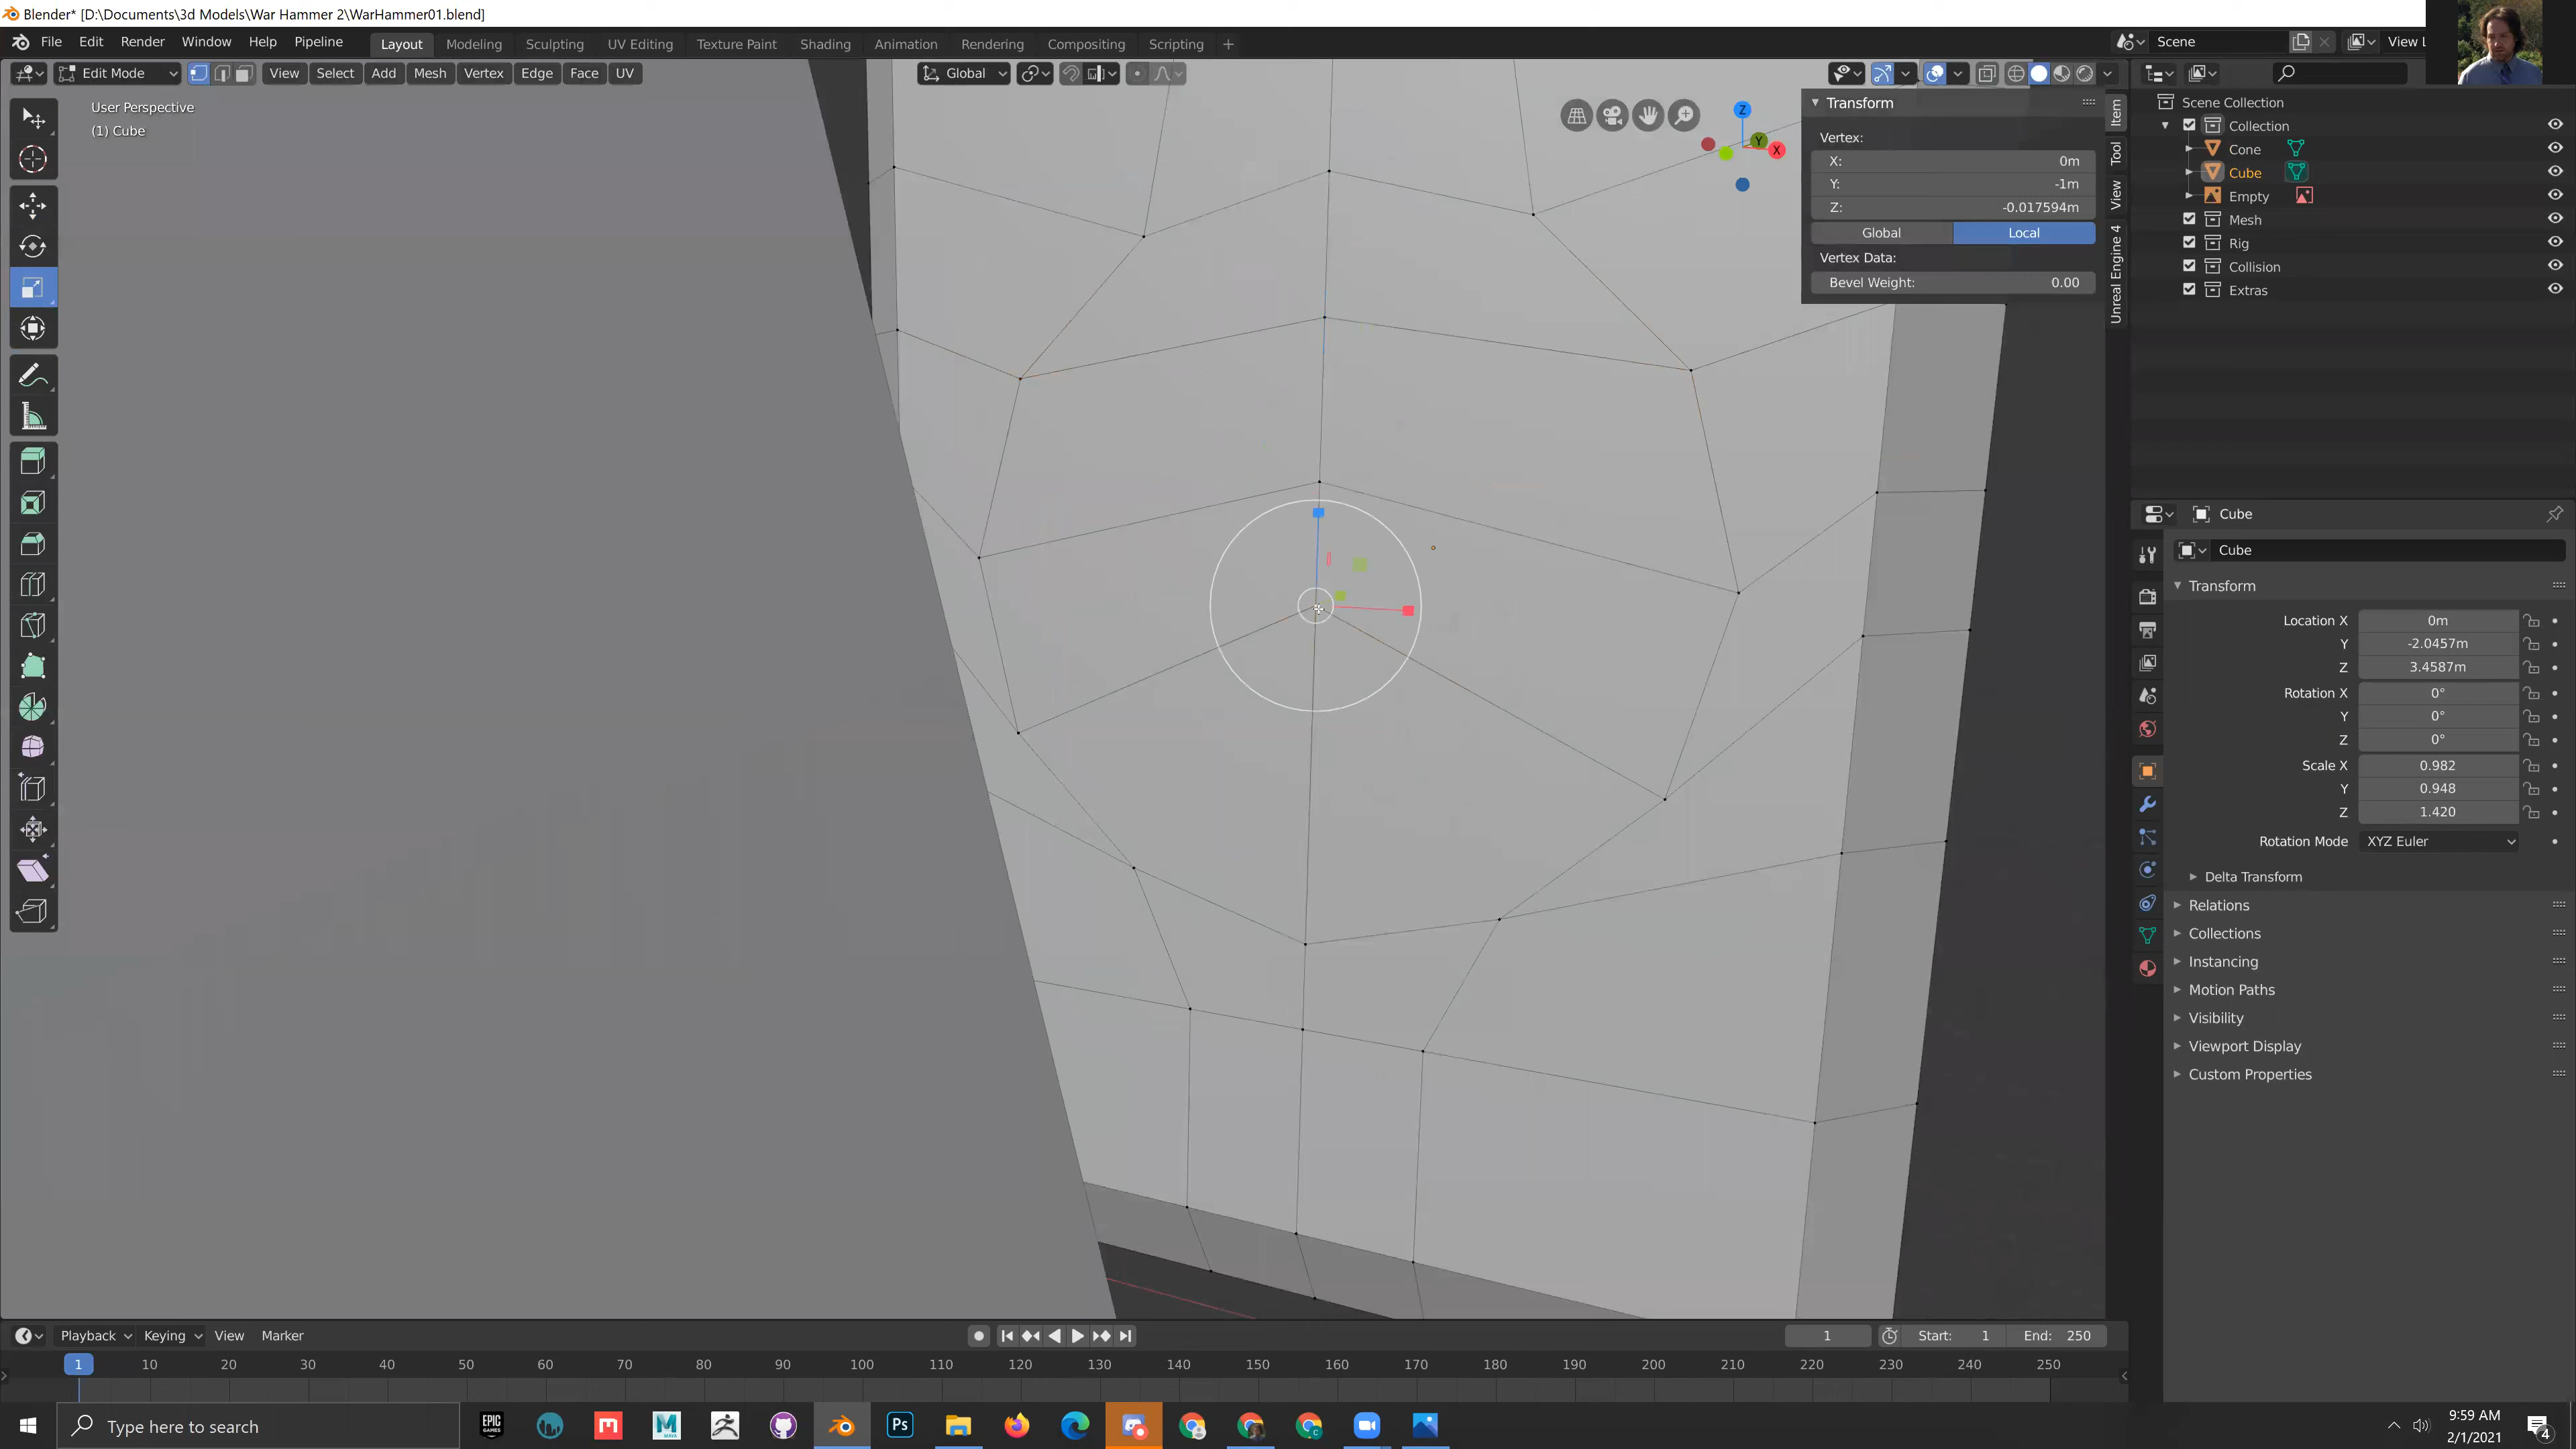 Blender* [D:\Documents\3d Models\War Hammer 2\WarHammer01.blend]
File Edit Render Window Help Pipeline Layout Modeling Sculpting UV Editing Texture Paint Shading Animation Rendering Compositing Scripting + Scene View L
Edit Mode View Select Add Mesh Vertex Edge Face UV Global
User Perspective
(1) Cube
Z
Y
X
Transform
Vertex:
X: 0m
Y: -1m
Z: -0.017594m
Global Local
Vertex Data:
Bevel Weight: 0.00
Item
Tool
View
Unreal Engine 4
Scene Collection
Collection
Cone
Cube
Empty
Mesh
Rig
Collision
Extras
Cube
Cube
Transform
Location X 0m
Y -2.0457m
Z 3.4587m
Rotation X 0°
Y 0°
Z 0°
Scale X 0.982
Y 0.948
Z 1.420
Rotation Mode XYZ Euler
Delta Transform
Relations
Collections
Instancing
Motion Paths
Visibility
Viewport Display
Custom Properties
Playback Keying View Marker 1 Start: 1 End: 250
1 10 20 30 40 50 60 70 80 90 100 110 120 130 140 150 160 170 180 190 200 210 220 230 240 250
Type here to search
EPIC GAMES
Ps
9:59 AM
2/1/2021
4